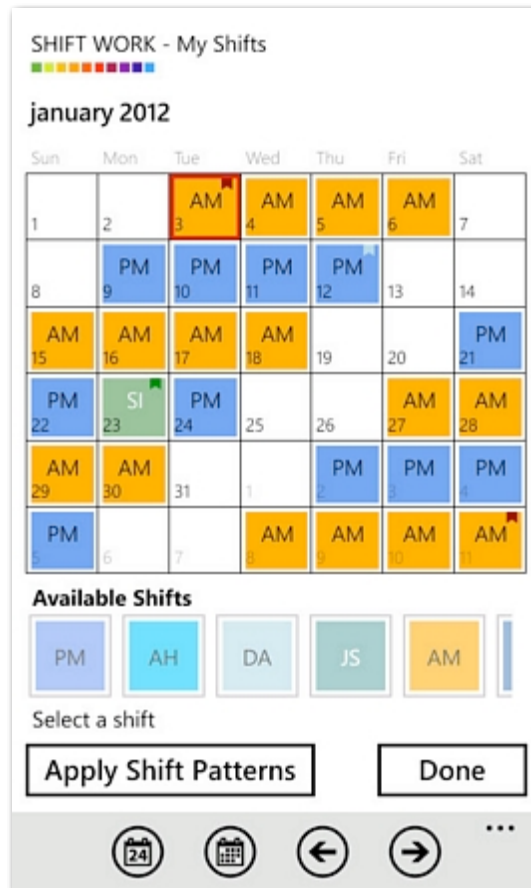 SHIFT WORK - My Shifts
january 2012
Sun Mon Tue Wed Thu Fri Sat
AM AM AM AM
1 2 3 4 5 6 7
PM PM PM PM
8 9 10 11 12 13 14
AM AM AM AM PM
15 16 17 18 19 20 21
PM SI PM AM AM
22 23 24 25 26 27 28
AM AM PM PM PM
29 30 31 1 2 3 4
PM AM AM AM AM
5 6 7 8 9 10 11
Available Shifts
PM AH DA JS AM
Select a shift
Apply Shift Patterns Done
24